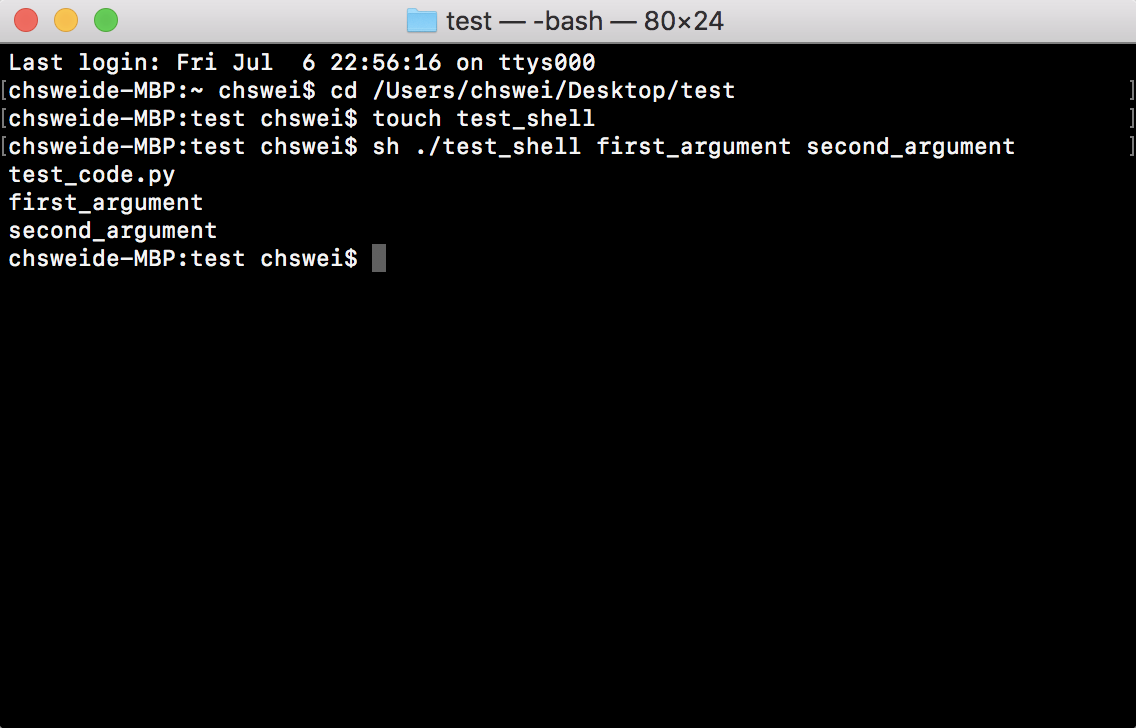 test — -bash — 80×24
Last login: Fri Jul  6 22:56:16 on ttys000
[chsweide-MBP:~ chswei$ cd /Users/chswei/Desktop/test ]
[chsweide-MBP:test chswei$ touch test_shell ]
[chsweide-MBP:test chswei$ sh ./test_shell first_argument second_argument ]
test_code.py
first_argument
second_argument
chsweide-MBP:test chswei$